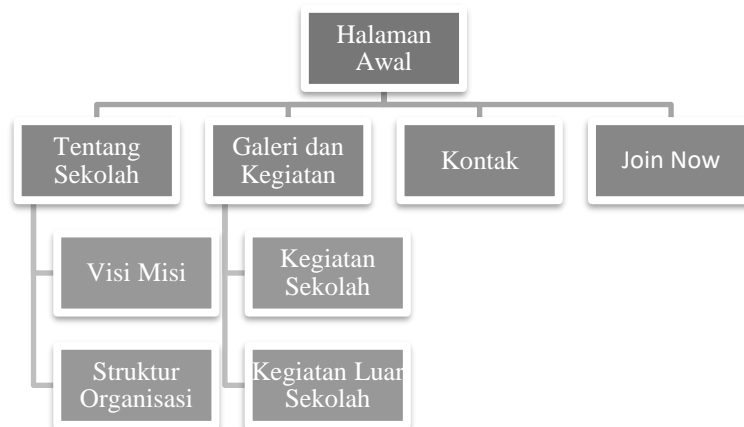 Halaman
Awal
Tentang
Sekolah
Galeri dan
Kegiatan
Kontak
Join Now
Visi Misi
Kegiatan
Sekolah
Struktur
Organisasi
Kegiatan Luar
Sekolah